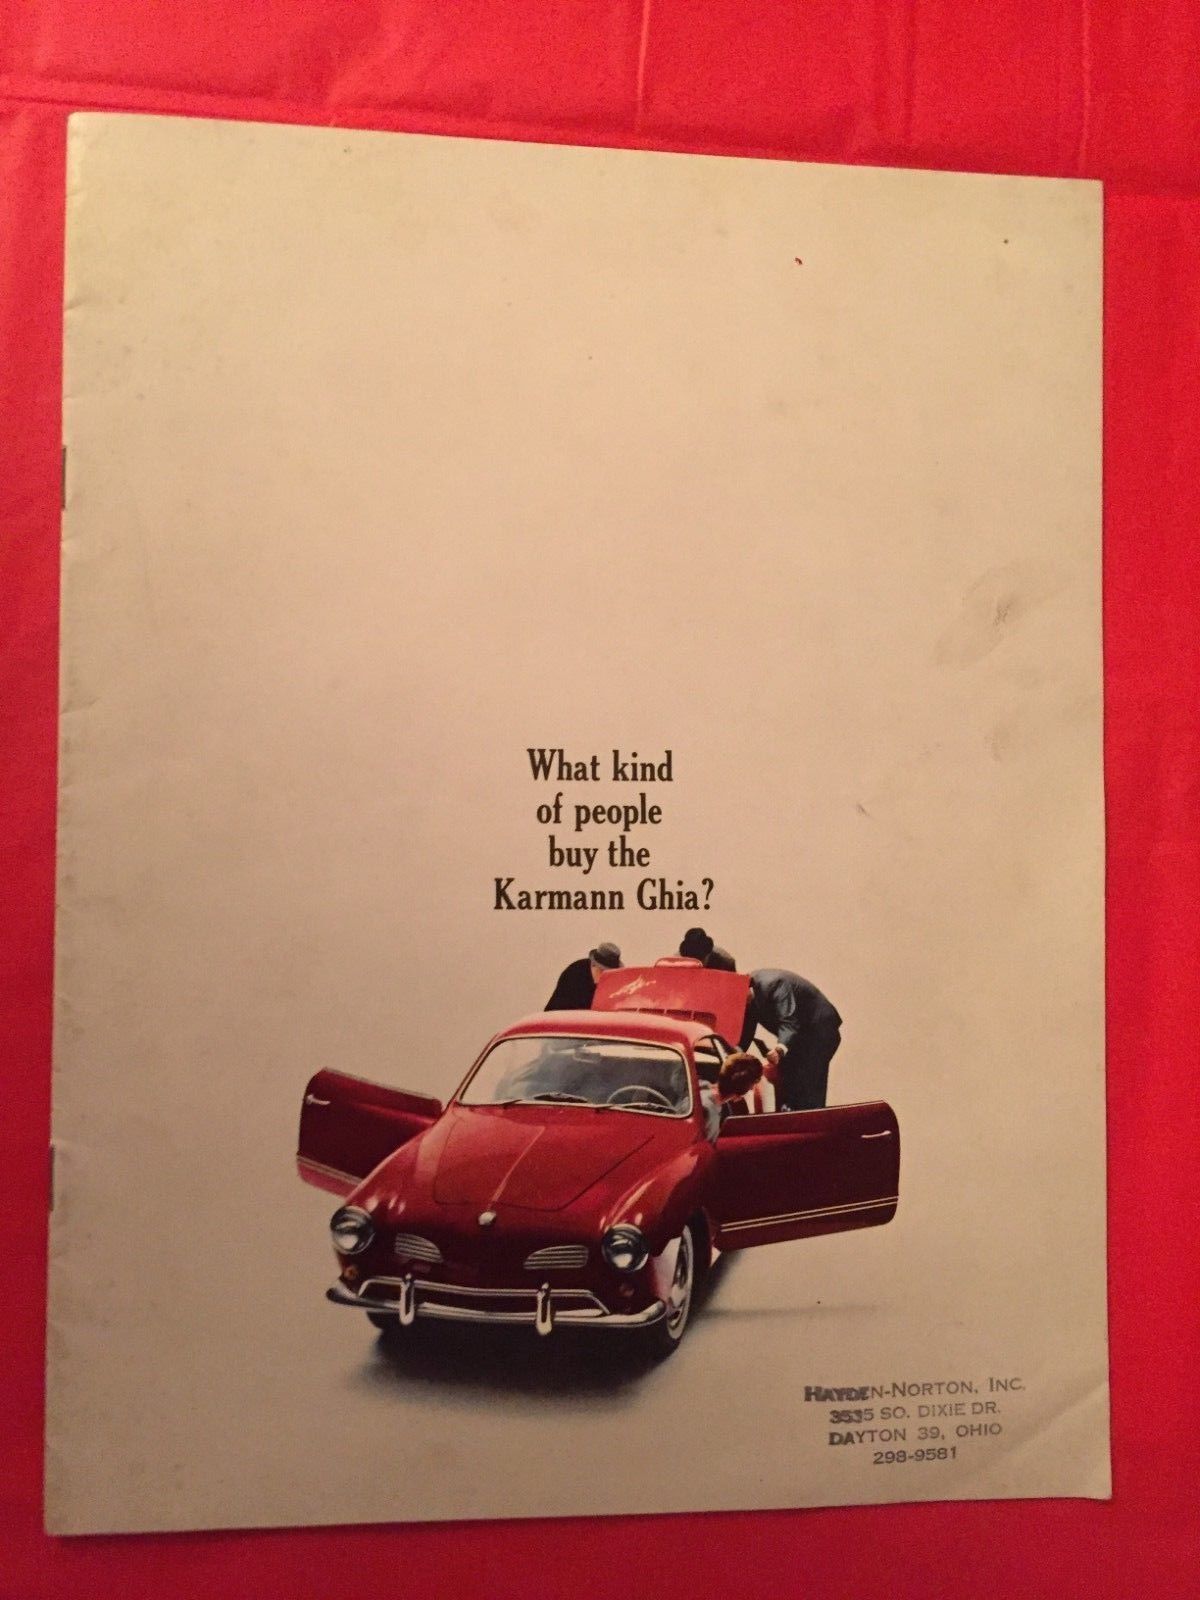 What kind
of people
buy the
Karmann Ghia?
HAYDEN-NORTON, INC.
3535 SO. DIXIE DR.
DAYTON 39, OHIO
298-9581